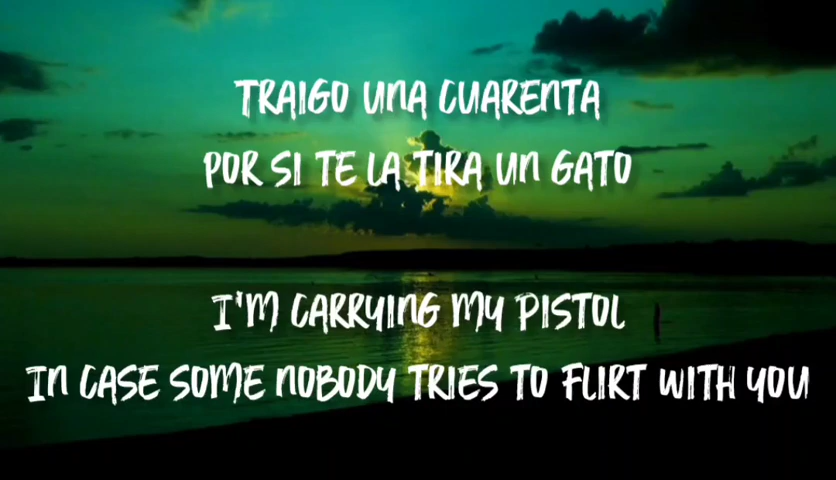 TRAIGO UNA CUARENTA
POR SI TE LA TIRA UN GATO
I'M CARRYING MY PISTOL
IN CASE SOME NOBODY TRIES TO FLIRT WITH YOU